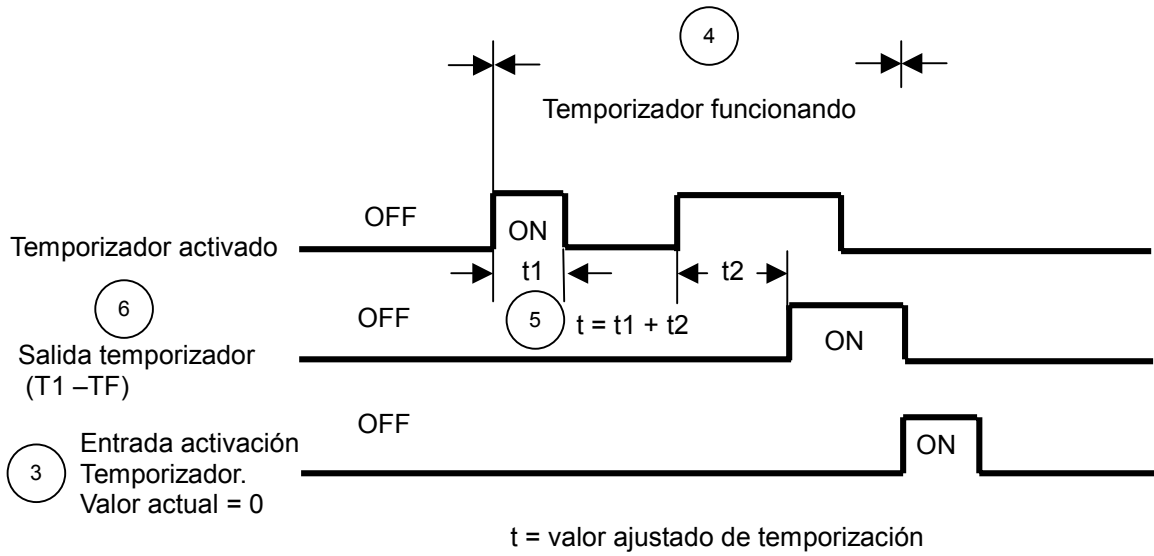 4
Temporizador funcionando
OFF
ON
Temporizador activado
t1
t2
6
OFF
5
t = t1 + t2
ON
Salida temporizador
(T1 –TF)
OFF
3
Entrada activación
Temporizador.
Valor actual = 0
ON
t = valor ajustado de temporización